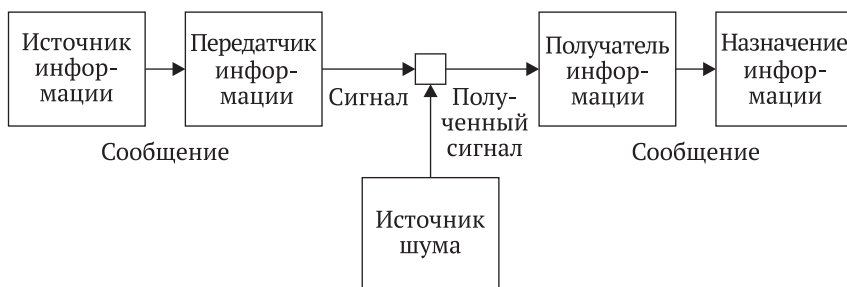 Источник
инфор-
мации
Передатчик
инфор-
мации
Сигнал
Полу-
ченный
сигнал
Получатель
инфор-
мации
Назначение
инфор-
мации
Сообщение
Сообщение
Источник
шума